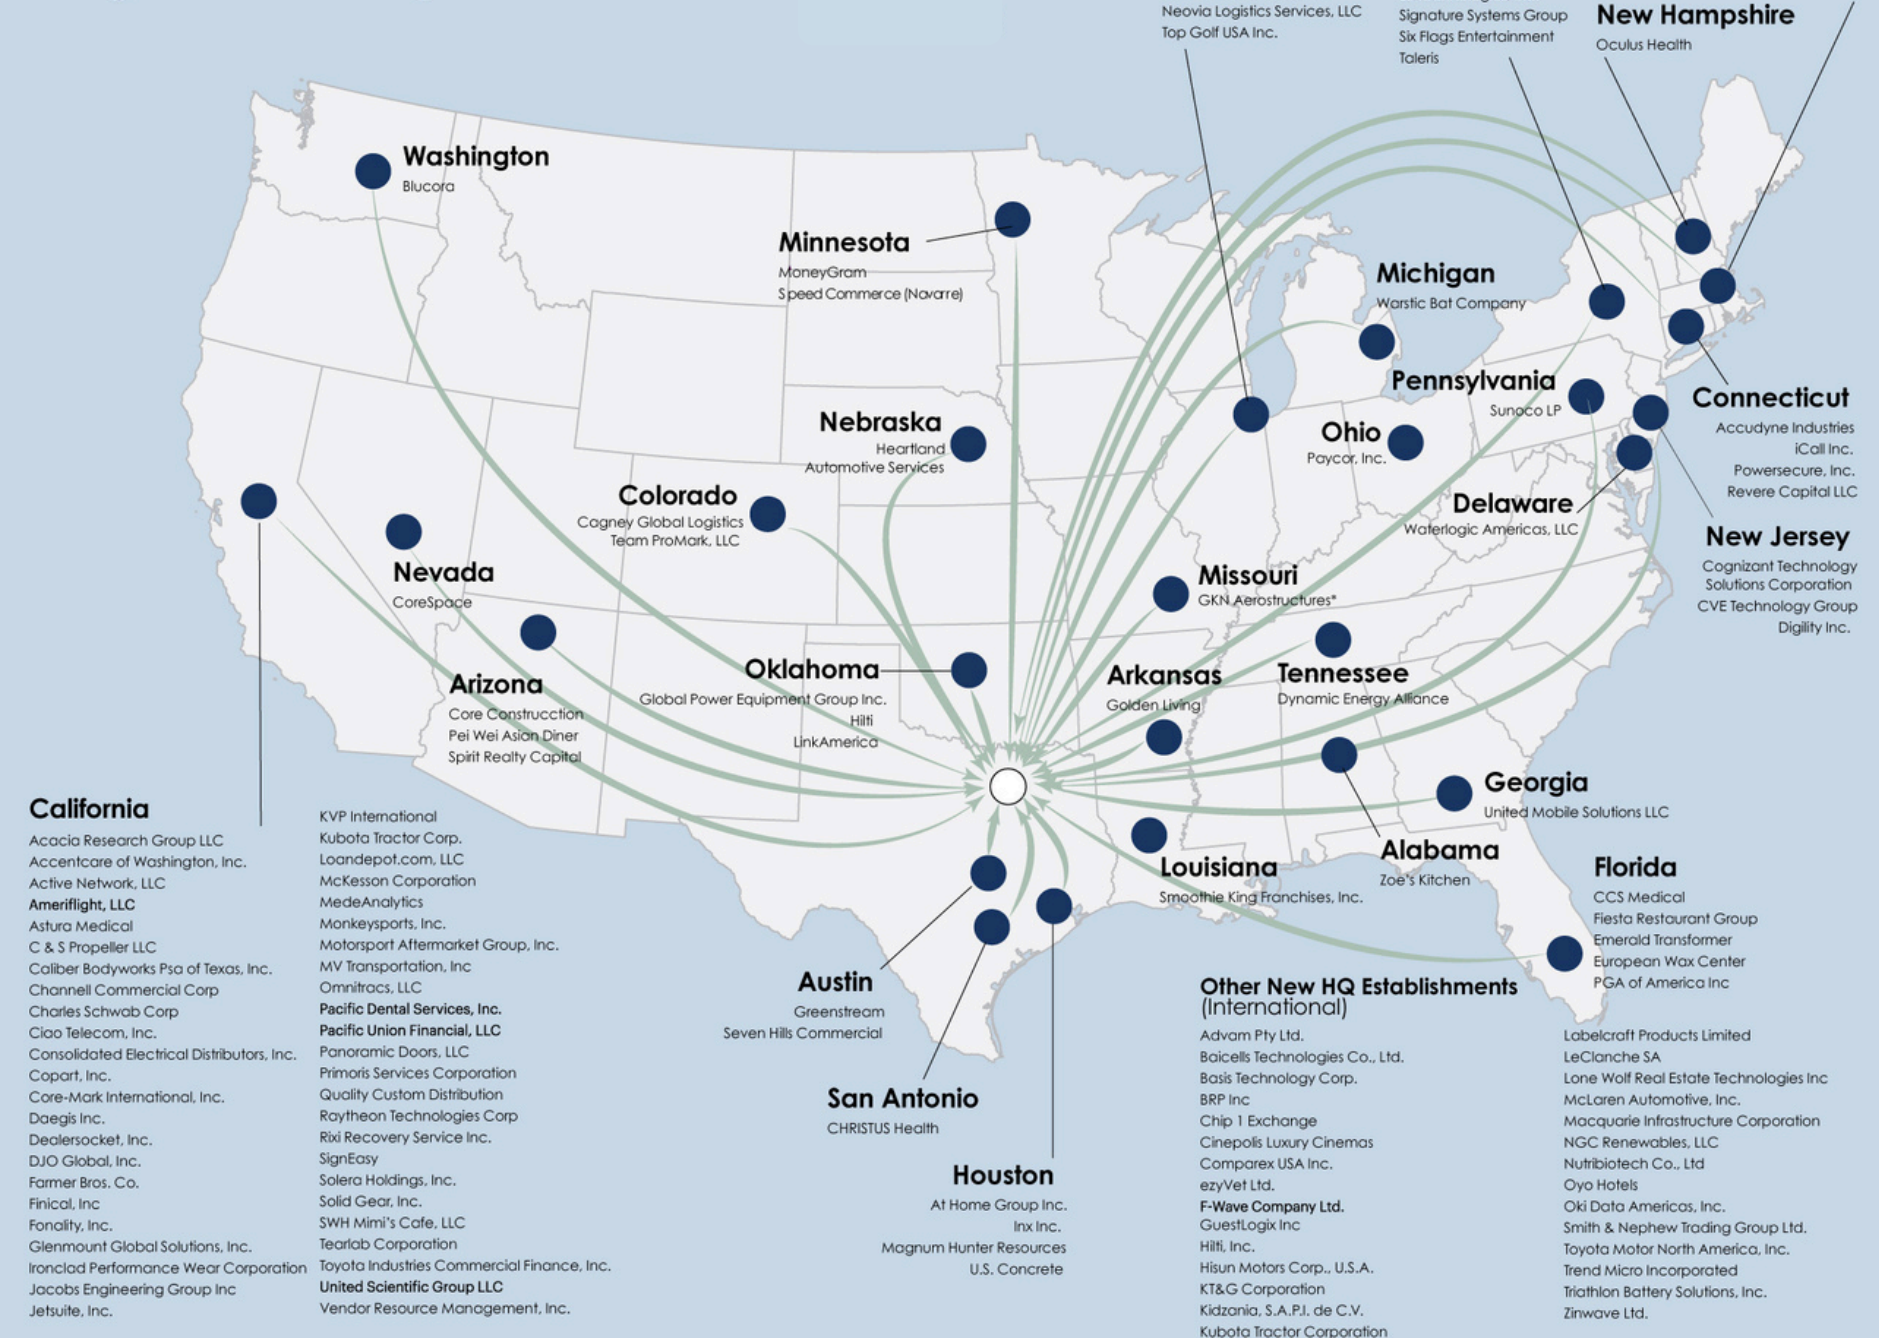 Neovia Logistics Services, LLC
Top Golf USA Inc.
Signature Systems Group
Six Flags Entertainment
Taleris
New Hampshire
Oculus Health
Washington
Blucora
Minnesota
MoneyGram
Speed Commerce (Navarre)
Michigan
Warstic Bat Company
Pennsylvania
Sunoco LP
Nebraska
Heartland
Automotive Services
Ohio
Paycor, Inc.
Connecticut
Accudyne Industries
iCall Inc.
Powersecure, Inc.
Revere Capital LLC
Colorado
Cagney Global Logistics
Team ProMark, LLC
Delaware
Waterlogic Americas, LLC
New Jersey
Cognizant Technology
Solutions Corporation
CVE Technology Group
Digility Inc.
Nevada
CoreSpace
Missouri
GKN Aerostructures*
Arizona
Core Construcction
Pei Wei Asian Diner
Spirit Realty Capital
Oklahoma
Global Power Equipment Group Inc.
Hilti
LinkAmerica
Arkansas
Golden Living
Tennessee
Dynamic Energy Alliance
Georgia
United Mobile Solutions LLC
Alabama
Zoe's Kitchen
Louisiana
Smoothie King Franchises, Inc.
Florida
CCS Medical
Fiesta Restaurant Group
Emerald Transformer
European Wax Center
PGA of America Inc
California
Acacia Research Group LLC
Accentcare of Washington, Inc.
Active Network, LLC
Ameriflight, LLC
Astura Medical
C & S Propeller LLC
Caliber Bodyworks Psa of Texas, Inc.
Channell Commercial Corp
Charles Schwab Corp
Ciao Telecom, Inc.
Consolidated Electrical Distributors, Inc.
Copart, Inc.
Core-Mark International, Inc.
Daegis Inc.
Dealersocket, Inc.
DJO Global, Inc.
Farmer Bros. Co.
Finical, Inc
Fonality, Inc.
Glenmount Global Solutions, Inc.
Ironclad Performance Wear Corporation
Jacobs Engineering Group Inc
Jetsuite, Inc.
KVP International
Kubota Tractor Corp.
Loandepot.com, LLC
McKesson Corporation
MedeAnalytics
Monkeysports, Inc.
Motorsport Aftermarket Group, Inc.
MV Transportation, Inc
Omnitracs, LLC
Pacific Dental Services, Inc.
Pacific Union Financial, LLC
Panoramic Doors, LLC
Primoris Services Corporation
Quality Custom Distribution
Raytheon Technologies Corp
Rixi Recovery Service Inc.
SignEasy
Solera Holdings, Inc.
Solid Gear, Inc.
SWH Mimi's Cafe, LLC
Tearlab Corporation
Toyota Industries Commercial Finance, Inc.
United Scientific Group LLC
Vendor Resource Management, Inc.
Austin
Greenstream
Seven Hills Commercial
San Antonio
CHRISTUS Health
Houston
At Home Group Inc.
Inx Inc.
Magnum Hunter Resources
U.S. Concrete
Other New HQ Establishments
(International)
Advam Pty Ltd.
Baicells Technologies Co., Ltd.
Basis Technology Corp.
BRP Inc
Chip 1 Exchange
Cinepolis Luxury Cinemas
Comparex USA Inc.
ezyVet Ltd.
F-Wave Company Ltd.
GuestLogix Inc
Hilti, Inc.
Hisun Motors Corp., U.S.A.
KT&G Corporation
Kidzania, S.A.P.I. de C.V.
Kubota Tractor Corporation
Labelcraft Products Limited
LeClanche SA
Lone Wolf Real Estate Technologies Inc
McLaren Automotive, Inc.
Macquarie Infrastructure Corporation
NGC Renewables, LLC
Nutribiotech Co., Ltd
Oyo Hotels
Oki Data Americas, Inc.
Smith & Nephew Trading Group Ltd.
Toyota Motor North America, Inc.
Trend Micro Incorporated
Triathlon Battery Solutions, Inc.
Zinwave Ltd.